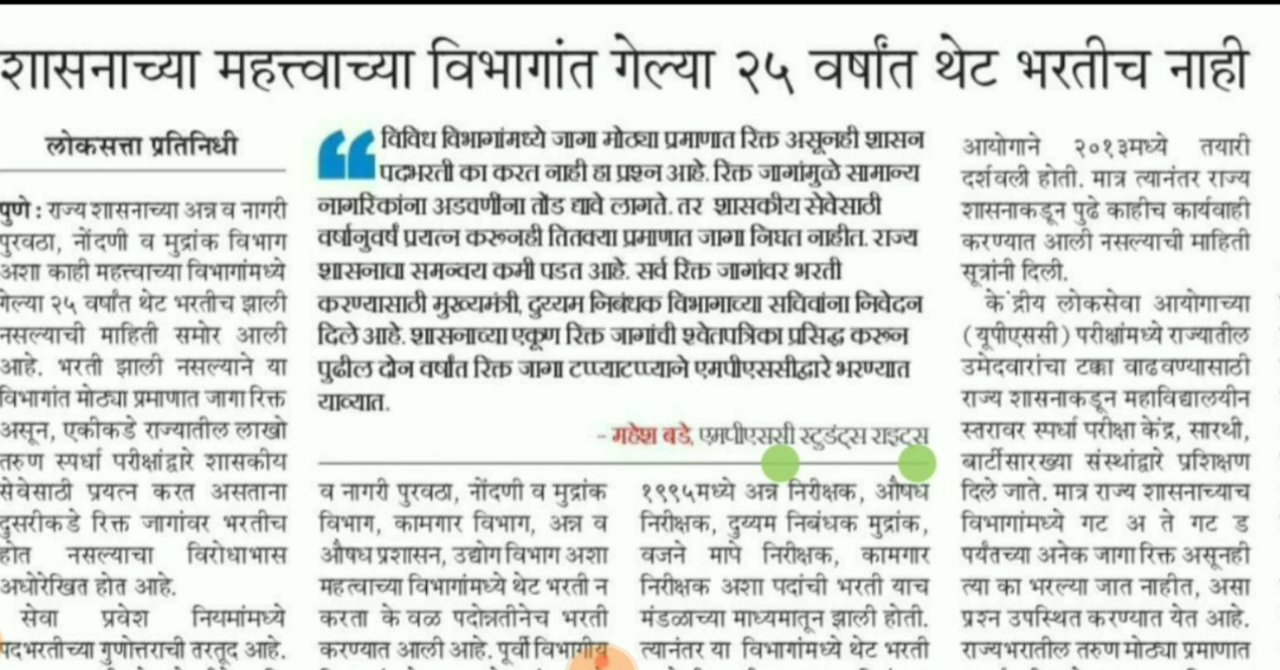 शासनाच्या महत्त्वाच्या विभागांत गेल्या २५ वर्षांत थेट भरतीच नाही
लोकसत्ता प्रतिनिधी
पुणे : राज्य शासनाच्या अन्न व नागरी
पुरवठा, नोंदणी व मुद्रांक विभाग
अशा काही महत्त्वाच्या विभागांमध्ये
गेल्या २५ वर्षांत थेट भरतीच झाली
नसल्याची माहिती समोर आली
आहे. भरती झाली नसल्याने या
विभागांत मोठ्या प्रमाणात जागा रिक्त
असून, एकीकडे राज्यातील लाखो
तरुण स्पर्धा परीक्षांद्वारे शासकीय
सेवेसाठी प्रयत्न करत असताना
दुसरीकडे रिक्त जागांवर भरतीच
होत नसल्याचा विरोधाभास
अधोरेखित होत आहे.
सेवा प्रवेश नियमांमध्ये
पदभरतीच्या गुणोत्तराची तरतूद आहे.
विविध विभागांमध्ये जागा मोठ्या प्रमाणात रिक्त असूनही शासन
पदभरती का करत नाही हा प्रश्न आहे. रिक्त जागांमुळे सामान्य
नागरिकांना अडचणींना तोंड द्यावे लागते. तर शासकीय सेवेसाठी
वर्षानुवर्षं प्रयत्न करूनही तितक्या प्रमाणात जागा निघत नाहीत. राज्य
शासनाचा समन्वय कमी पडत आहे. सर्व रिक्त जागांवर भरती
करण्यासाठी मुख्यमंत्री, दुय्यम निबंधक विभागाच्या सचिवांना निवेदन
दिले आहे. शासनाच्या एकूण रिक्त जागांची श्वेतपत्रिका प्रसिद्ध करून
पुढील दोन वर्षांत रिक्त जागा टप्प्याटप्प्याने एमपीएससीद्वारे भरण्यात
याव्यात.
- महेश बडे, एमपीएससी स्टुडंट्स राइट्स
व नागरी पुरवठा, नोंदणी व मुद्रांक
विभाग, कामगार विभाग, अन्न व
औषध प्रशासन, उद्योग विभाग अशा
महत्वाच्या विभागांमध्ये थेट भरती न
करता केवळ पदोन्नतीनेच भरती
करण्यात आली आहे. पूर्वी विभागीय
१९९५मध्ये अन्न निरीक्षक, औषध
निरीक्षक, दुय्यम निबंधक मुद्रांक,
वजने मापे निरीक्षक, कामगार
निरीक्षक अशा पदांची भरती याच
मंडळाच्या माध्यमातून झाली होती.
त्यानंतर या विभागांमध्ये थेट भरती
आयोगाने २०१३मध्ये तयारी
दर्शवली होती. मात्र त्यानंतर राज्य
शासनाकडून पुढे काहीच कार्यवाही
करण्यात आली नसल्याची माहिती
सूत्रांनी दिली.
केंद्रीय लोकसेवा आयोगाच्या
(यूपीएससी) परीक्षांमध्ये राज्यातील
उमेदवारांचा टक्का वाढवण्यासाठी
राज्य शासनाकडून महाविद्यालयीन
स्तरावर स्पर्धा परीक्षा केंद्र, सारथी,
बार्टीसारख्या संस्थांद्वारे प्रशिक्षण
दिले जाते. मात्र राज्य शासनाच्याच
विभागांमध्ये गट अ ते गट ड
पर्यंतच्या अनेक जागा रिक्त असूनही
त्या का भरल्या जात नाहीत, असा
प्रश्न उपस्थित करण्यात येत आहे.
राज्यभरातील तरुण मोठ्या प्रमाणात